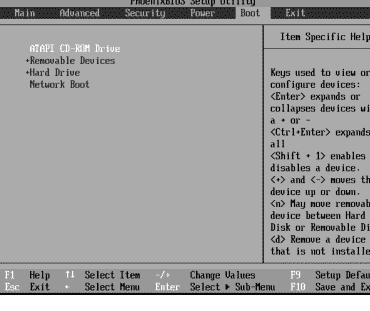 PhoenixBIOS Setup Utility
Main Advanced Security Power Boot Exit
Item Specific Help
ATAPI CD-ROM Drive
+Removable Devices
+Hard Drive
Network Boot
Keys used to view or
configure devices:
<Enter> expands or
collapses devices wi
a + or -
<Ctrl+Enter> expands
all
<Shift + 1> enables
disables a device.
<+> and <-> moves th
device up or down.
<n> May move removab
device between Hard
Disk or Removable Di
<d> Remove a device
that is not installe
F1 Help ↑↓ Select Item -/+ Change Values F9 Setup Defau
Esc Exit Select Menu Enter Select ▶ Sub-Menu F10 Save and Ex